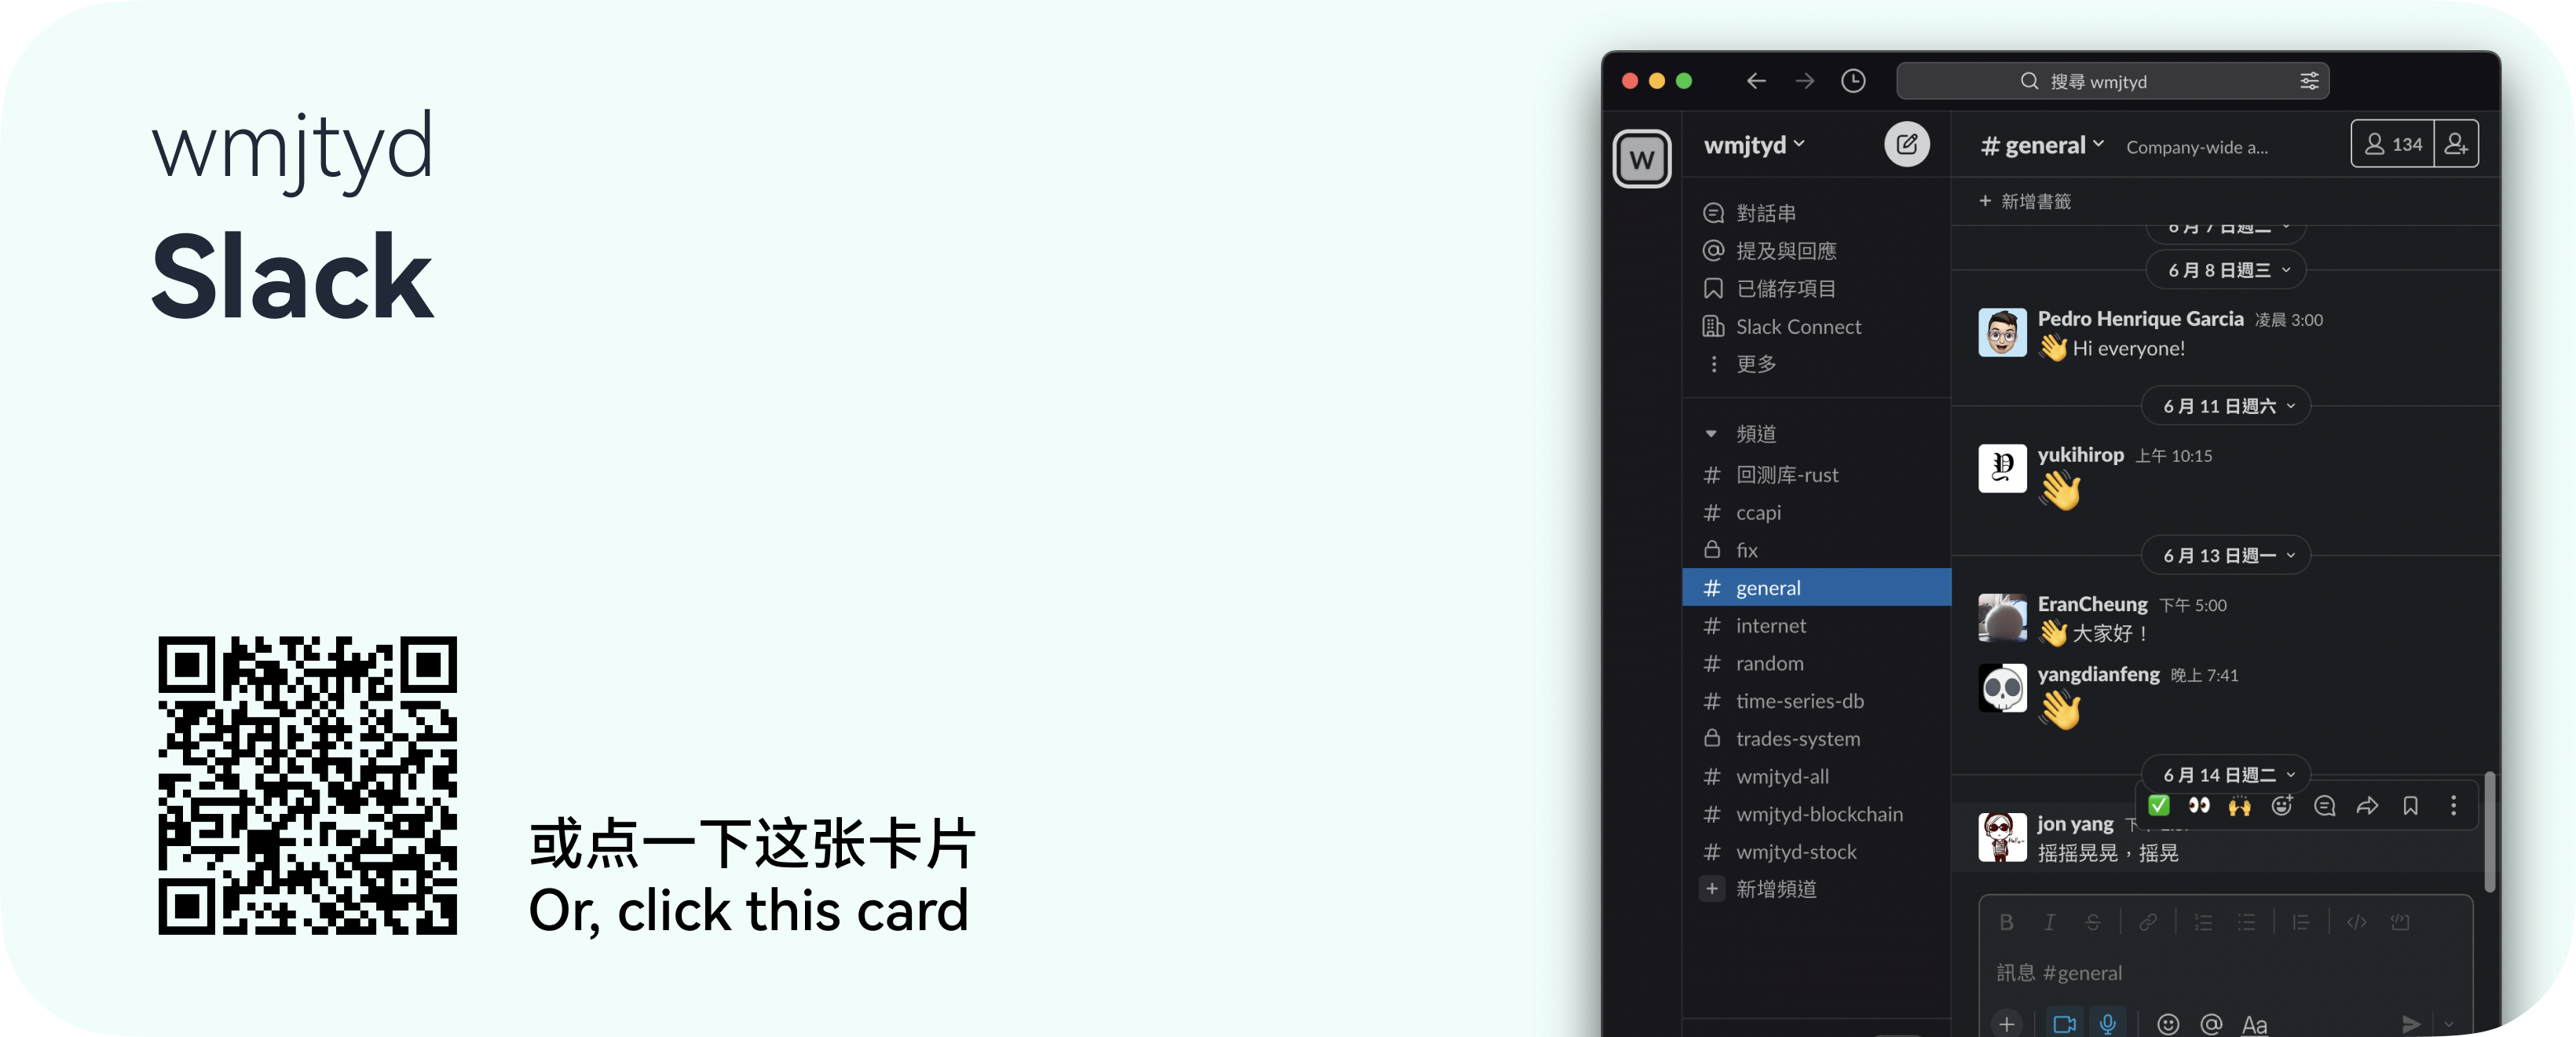 wmjtyd
Slack
或点一下这张卡片
Or, click this card
搜尋 wmjtyd
W
wmjtyd
對話串
提及與回應
已儲存項目
Slack Connect
更多
頻道
# 回测库-rust
# ccapi
fix
# general
# internet
# random
# time-series-db
trades-system
# wmjtyd-all
# wmjtyd-blockchain
# wmjtyd-stock
+ 新增頻道
# general Company-wide a... 134
+ 新增書籤
6 月 7 日週二
6 月 8 日週三
Pedro Henrique Garcia 凌晨 3:00
👋 Hi everyone!
6 月 11 日週六
yukihirop 上午 10:15
👋
6 月 13 日週一
EranCheung 下午 5:00
👋 大家好！
yangdianfeng 晚上 7:41
👋
6 月 14 日週二
jon yang
摇摇晃晃，摇晃
B I S
訊息 #general
Aa